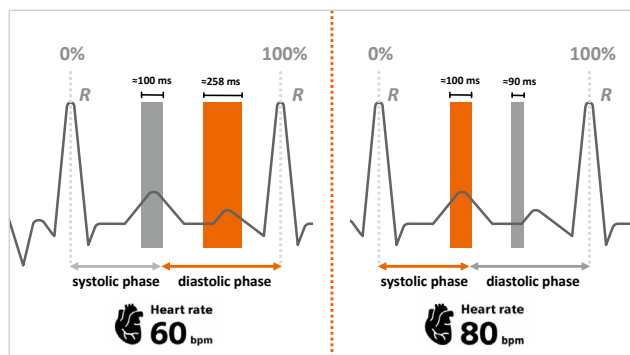 0%
100%
R
R
≈100 ms
≈258 ms
systolic phase
diastolic phase
Heart rate
60 bpm
0%
100%
R
R
≈100 ms
≈90 ms
systolic phase
diastolic phase
Heart rate
80 bpm